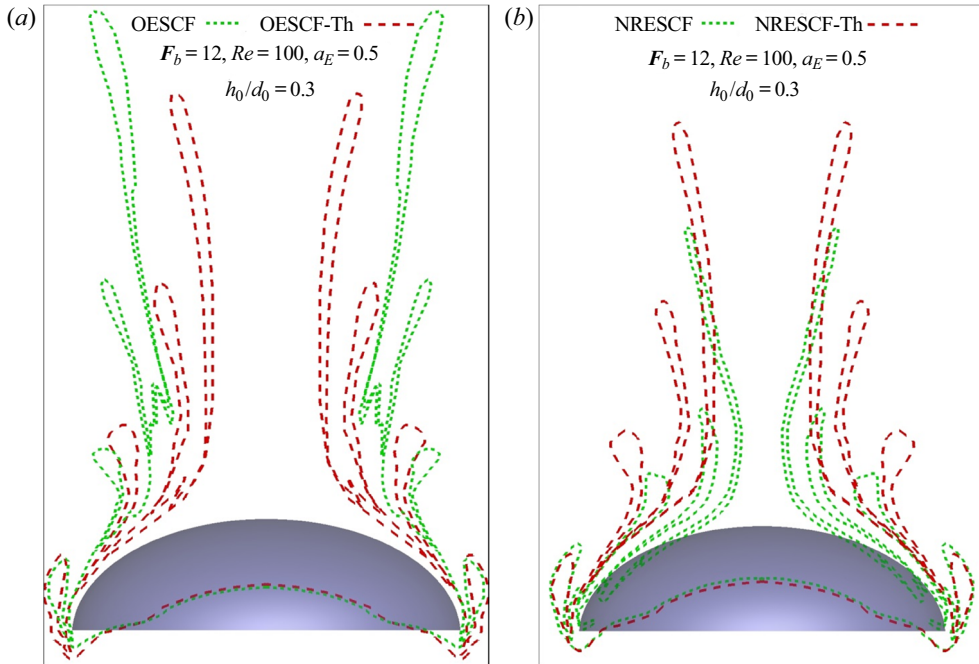 (a) OESCF OESCF-Th
F_b = 12, Re = 100, a_E = 0.5
h_0/d_0 = 0.3
(b) NRESCF NRESCF-Th
F_b = 12, Re = 100, a_E = 0.5
h_0/d_0 = 0.3